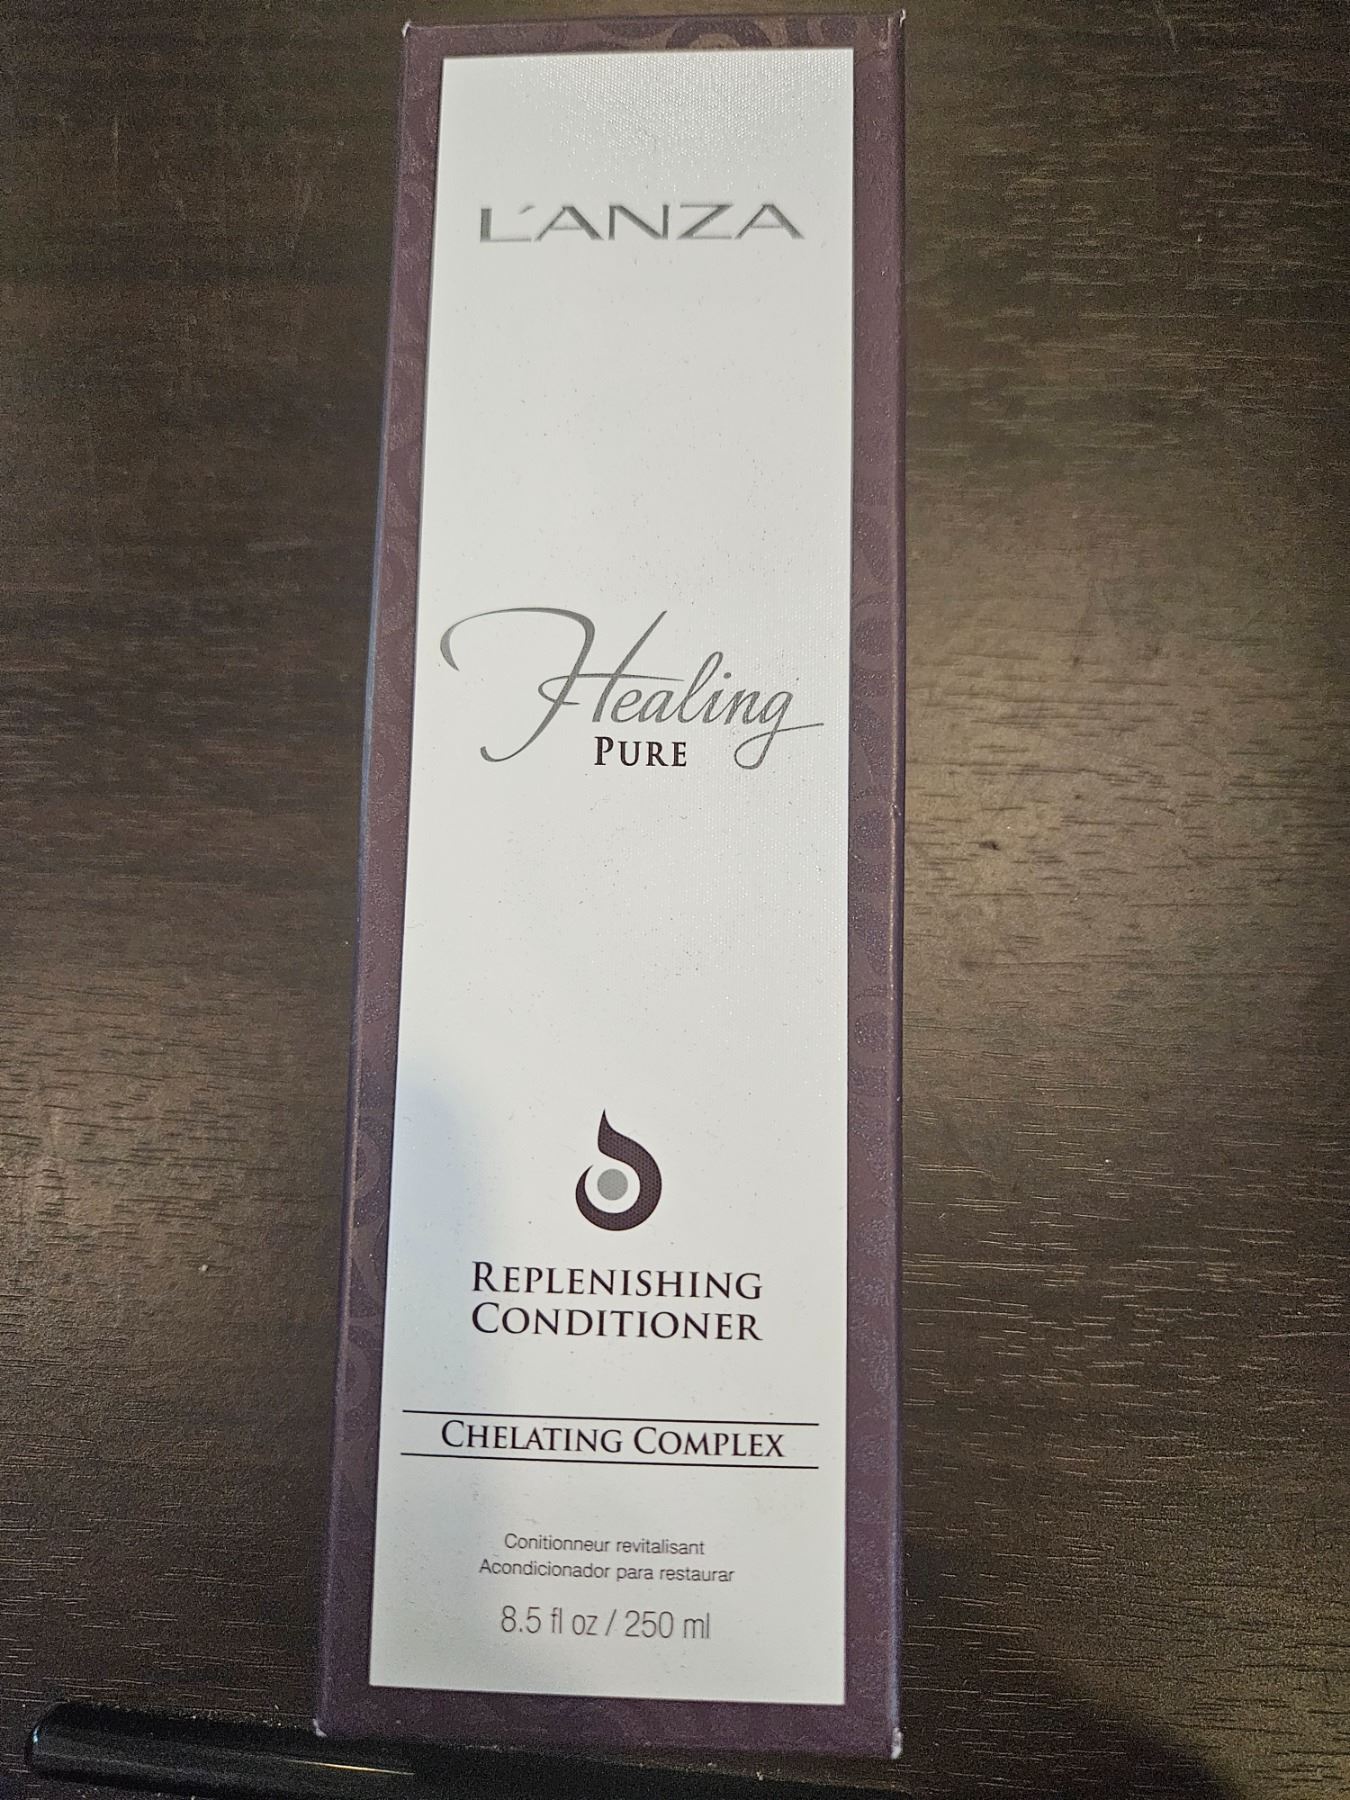 L'ANZA
Healing
PURE
REPLENISHING
CONDITIONER
CHELATING COMPLEX
Conitionneur revitalisant
Acondicionador para restaurar
8.5 fl oz / 250 ml